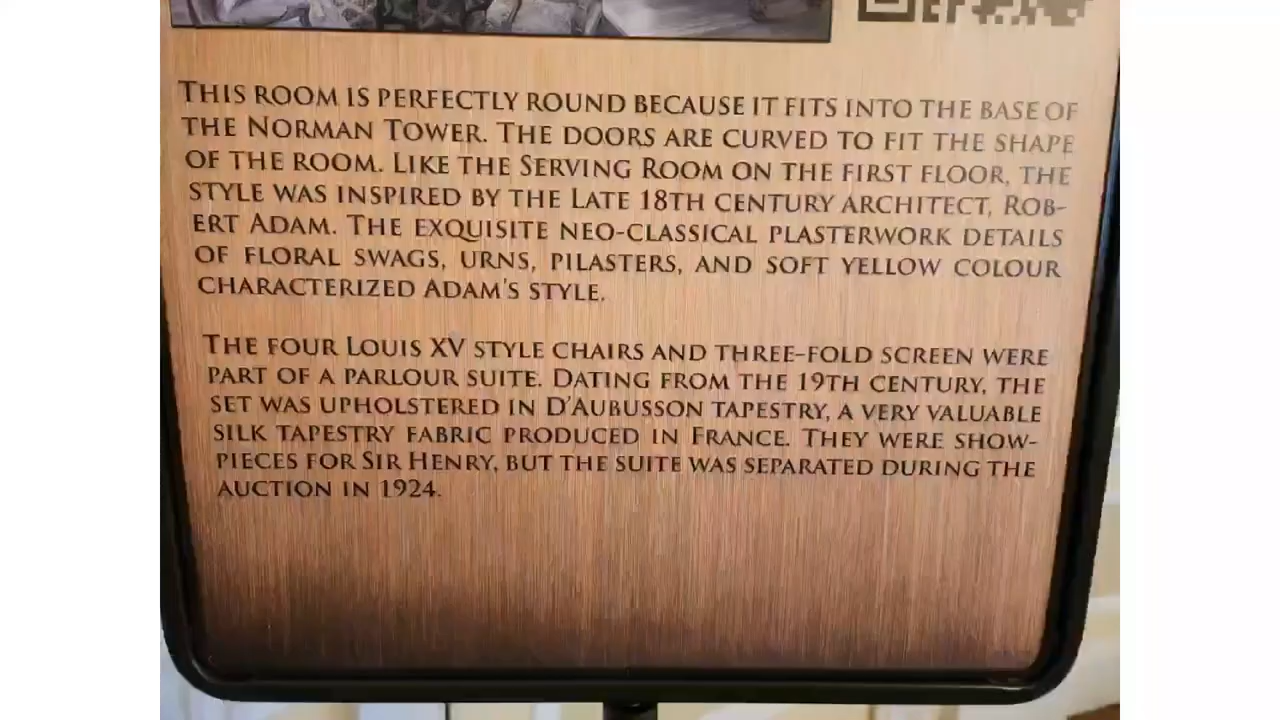 THIS ROOM IS PERFECTLY ROUND BECAUSE IT FITS INTO THE BASE OF
THE NORMAN TOWER. THE DOORS ARE CURVED TO FIT THE SHAPE
OF THE ROOM. LIKE THE SERVING ROOM ON THE FIRST FLOOR, THE
STYLE WAS INSPIRED BY THE LATE 18TH CENTURY ARCHITECT, ROB-
ERT ADAM. THE EXQUISITE NEO-CLASSICAL PLASTERWORK DETAILS
OF FLORAL SWAGS, URNS, PILASTERS, AND SOFT YELLOW COLOUR
CHARACTERIZED ADAM'S STYLE.
THE FOUR LOUIS XV STYLE CHAIRS AND THREE-FOLD SCREEN WERE
PART OF A PARLOUR SUITE. DATING FROM THE 19TH CENTURY, THE
SET WAS UPHOLSTERED IN D'AUBUSSON TAPESTRY, A VERY VALUABLE
SILK TAPESTRY FABRIC PRODUCED IN FRANCE. THEY WERE SHOW-
PIECES FOR SIR HENRY, BUT THE SUITE WAS SEPARATED DURING THE
AUCTION IN 1924.